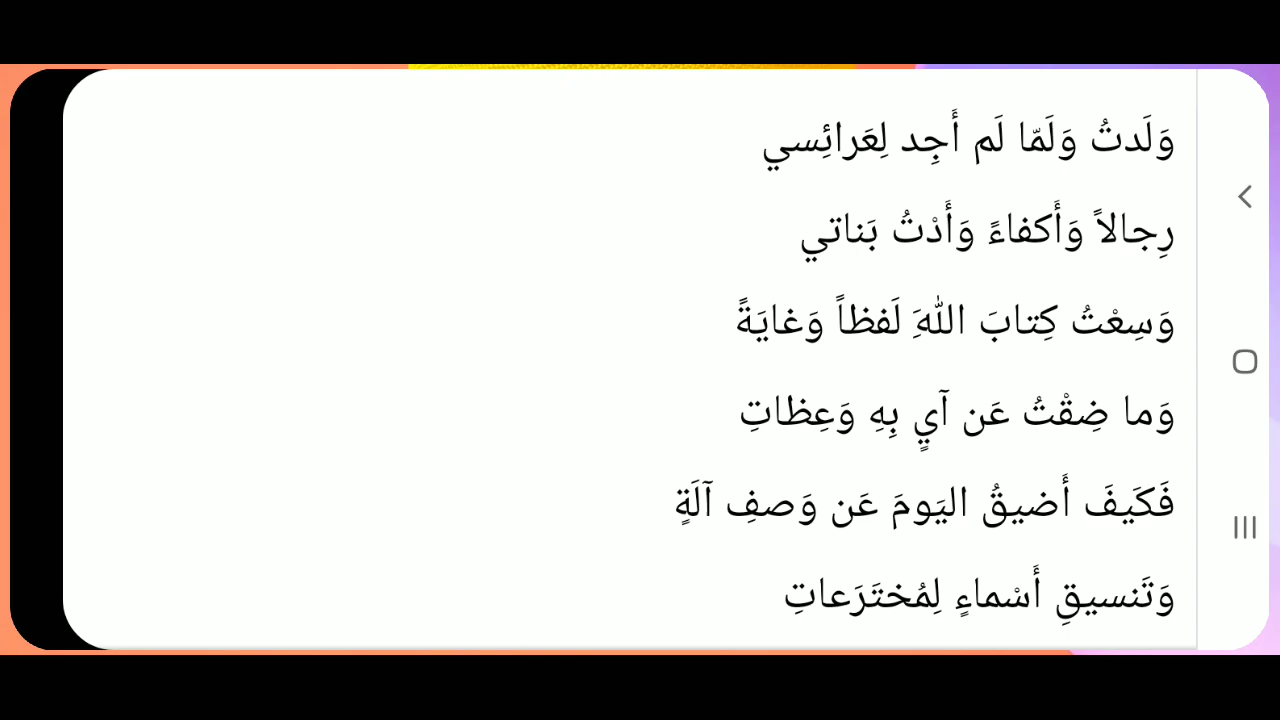 وَلَدتُ وَلَمّا لَم أَجِد لِعَرائِسي
رِجالاً وَأَكفاءً وَأَدْتُ بَناتي
وَسِعْتُ كِتابَ اللَهَِ لَفظاً وَغايَةً
وَما ضِقْتُ عَن آيٍ بِهِ وَعِظاتِ
فَكَيفَ أَضيقُ اليَومَ عَن وَصفِ آلَةٍ
وَتَنسيقِ أَسْماءٍ لِمُختَرَعاتِ